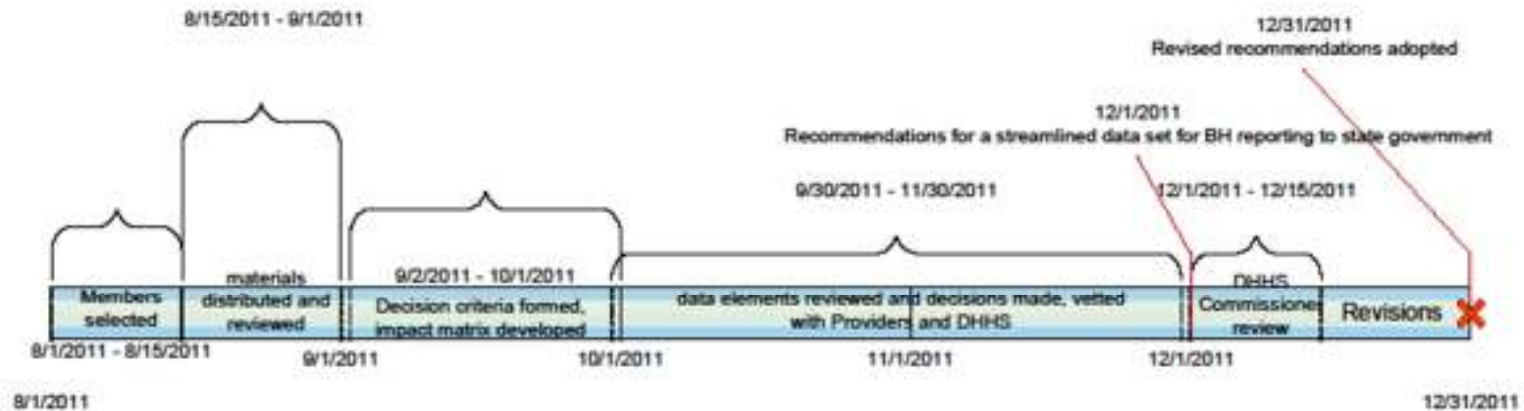 8/15/2011 - 9/1/2011
12/31/2011
Revised recommendations adopted
12/1/2011
Recommendations for a streamlined data set for BH reporting to state government
9/30/2011 - 11/30/2011
12/1/2011 - 12/15/2011
Members
selected
materials
distributed and
reviewed
9/2/2011 - 10/1/2011
Decision criteria formed,
impact matrix developed
data elements reviewed and decisions made, vetted
with Providers and DHHS
DHHS
Commissioner
review
Revisions
8/1/2011 - 8/15/2011
9/1/2011
10/1/2011
11/1/2011
12/1/2011
8/1/2011
12/31/2011